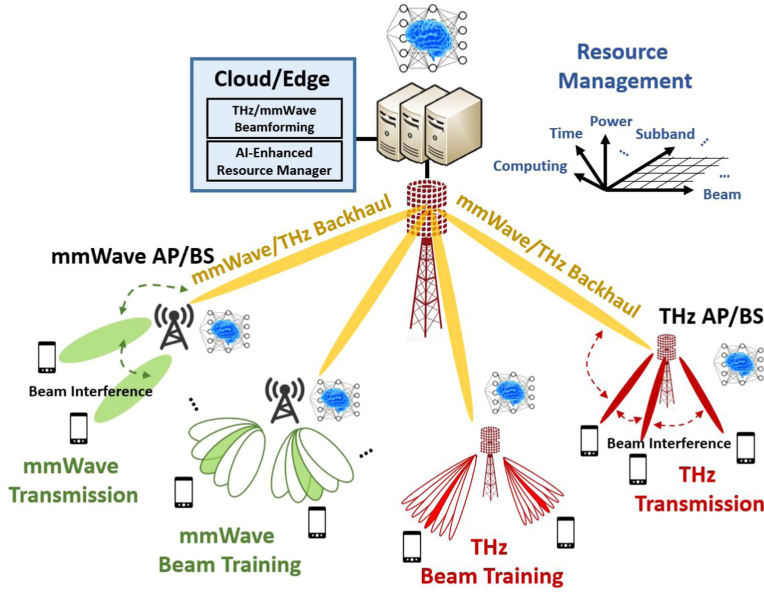 Cloud/Edge
THz/mmWave
Beamforming
AI-Enhanced
Resource Manager
Resource
Management
Power
Time
Subband
...
...
Computing
Beam
mmWave/THz Backhaul
mmWave/THz Backhaul
mmWave AP/BS
THz AP/BS
Beam Interference
...
...
Beam Interference
mmWave
Transmission
THz
Transmission
mmWave
Beam Training
THz
Beam Training